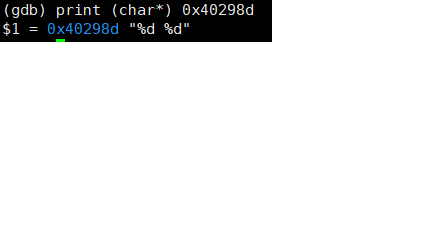 (gdb) print (char*) 0x40298d
$1 = 0x40298d "%d %d"